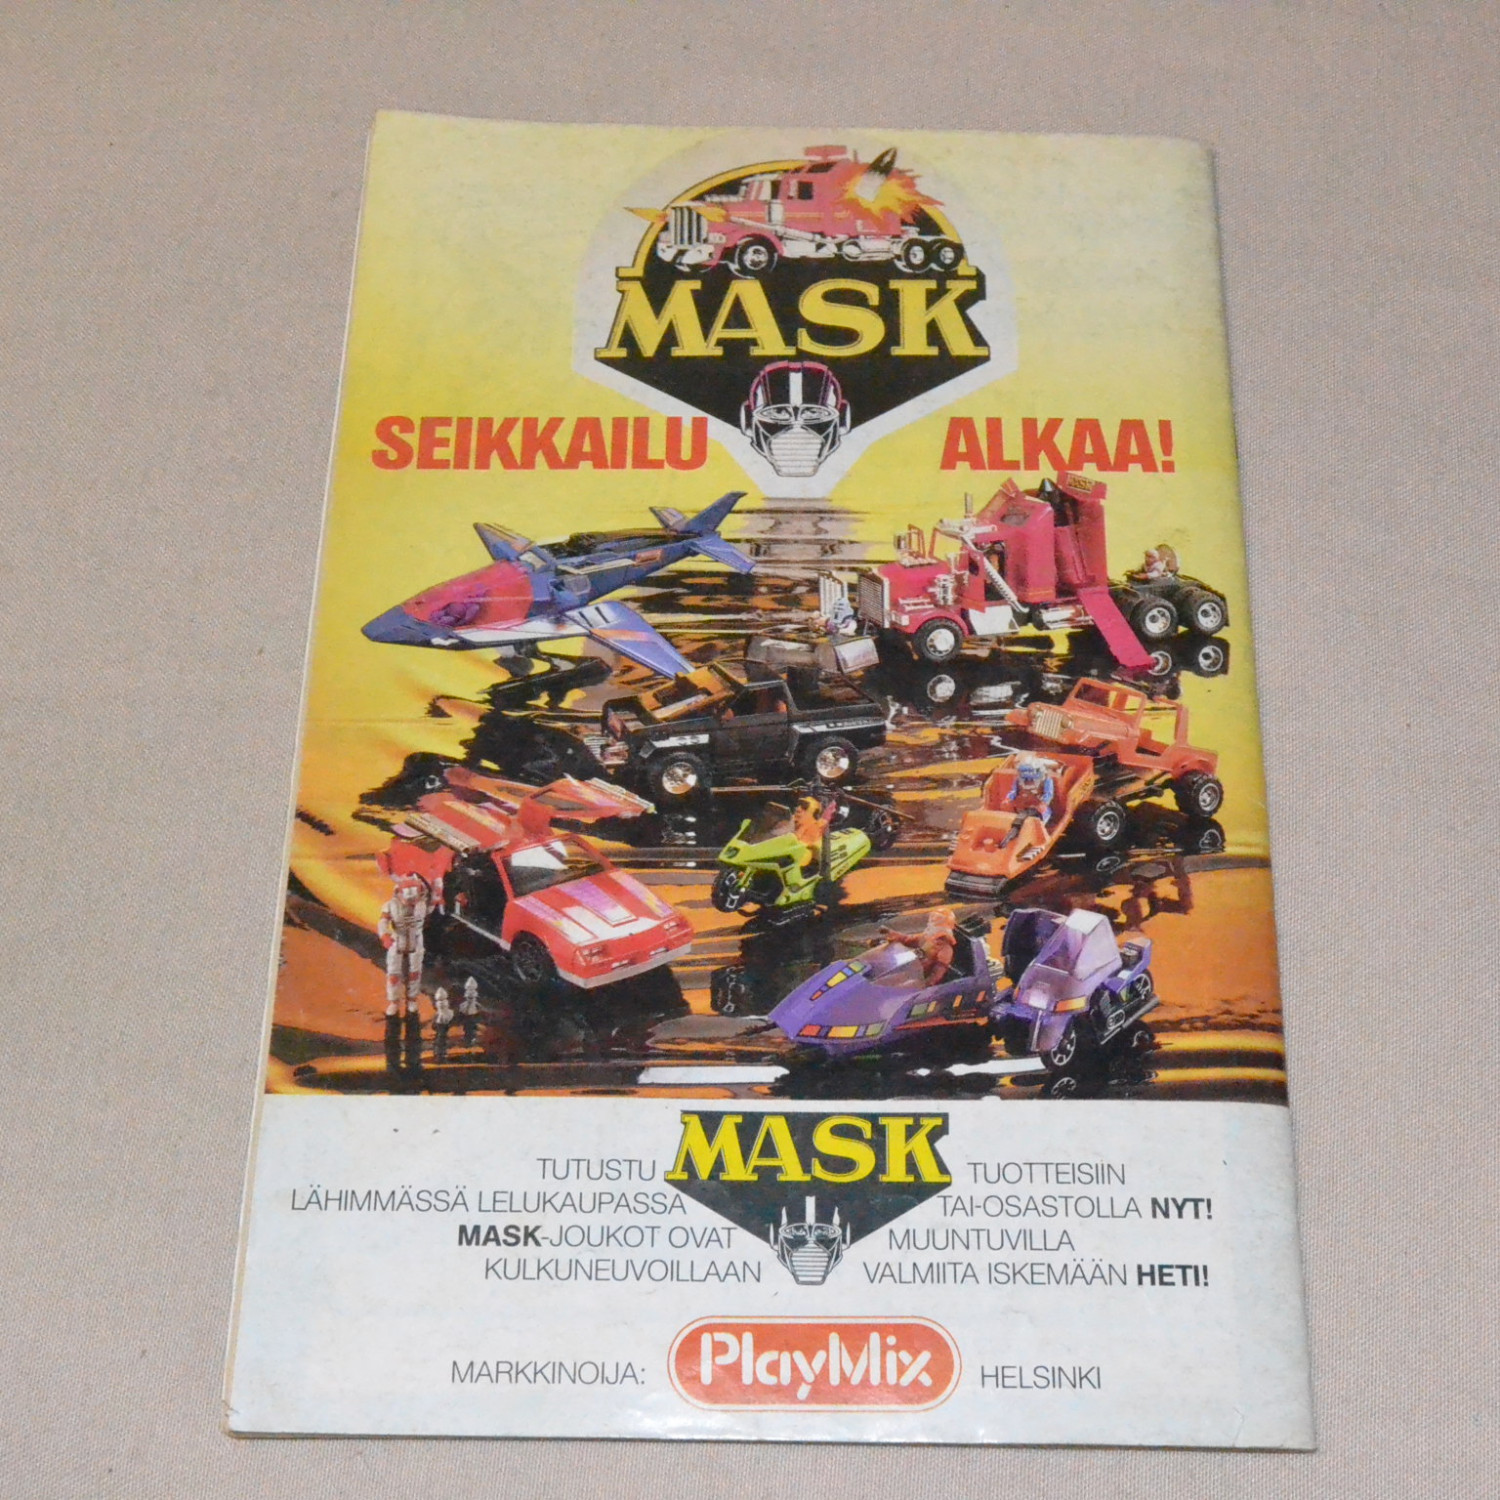 MASK
SEIKKAILU ALKAA!
MASK
TUTUSTU MASK TUOTTEISIIN
LÄHIMMÄSSÄ LELUKAUPASSA TAI-OSASTOLLA NYT!
MASK-JOUKOT OVAT MUUNTUVILLA
KULKUNEUVOILLAAN VALMIITA ISKEMÄÄN HETI!
MARKKINOIJA: PlayMix HELSINKI